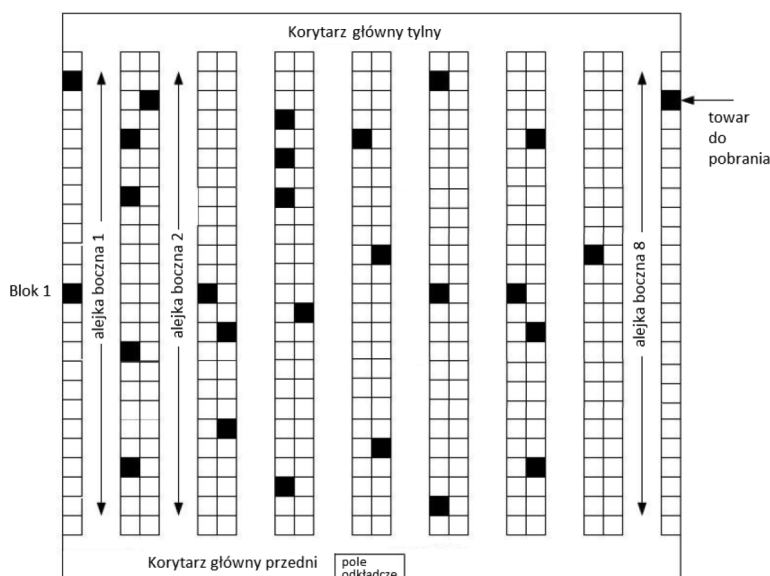 Korytarz główny tylny
towar
do
pobrania
Blok 1
alejka boczna 1
alejka boczna 2
alejka boczna 8
Korytarz główny przedni
pole
odkładcze